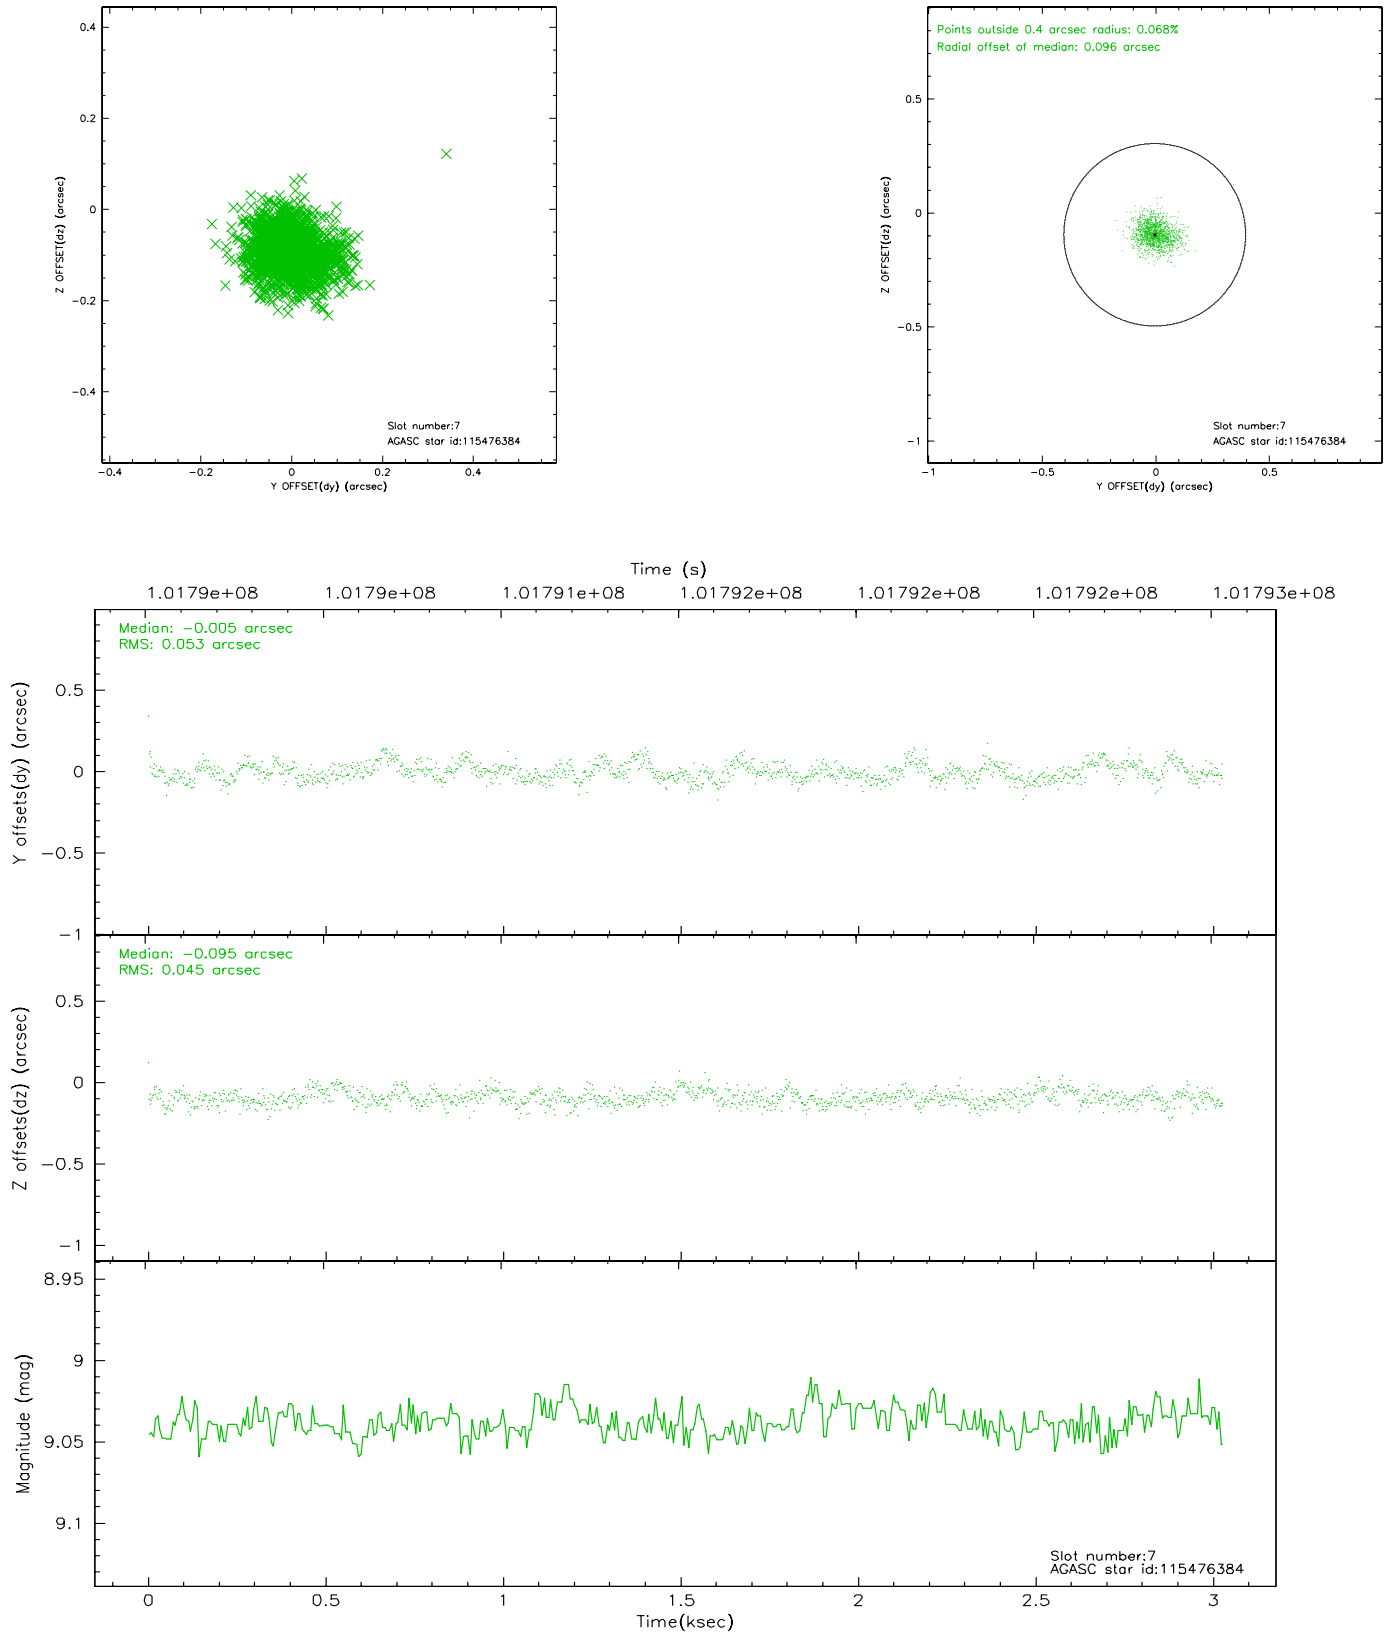 0.4
0.2
0
−0.2
−0.4
Z OFFSET(dz) (arcsec)
Slot number:7
AGASC star id:115476384
−0.4 −0.2 0 0.2 0.4
Y OFFSET(dy) (arcsec)
Points outside 0.4 arcsec radius: 0.068%
Radial offset of median: 0.096 arcsec
0.5
0
−0.5
−1
Z OFFSET(dz) (arcsec)
Slot number:7
AGASC star id:115476384
−1 −0.5 0 0.5
Y OFFSET(dy) (arcsec)
Time (s)
1.0179e+08 1.0179e+08 1.01791e+08 1.01792e+08 1.01792e+08 1.01792e+08 1.01793e+08
Median: −0.005 arcsec
RMS: 0.053 arcsec
0.5
0
−0.5
−1
Y offsets(dy) (arcsec)
Median: −0.095 arcsec
RMS: 0.045 arcsec
0.5
0
−0.5
−1
Z offsets(dz) (arcsec)
8.95
9
9.05
9.1
Magnitude (mag)
Slot number:7
AGASC star id:115476384
0 0.5 1 1.5 2 2.5 3
Time(ksec)